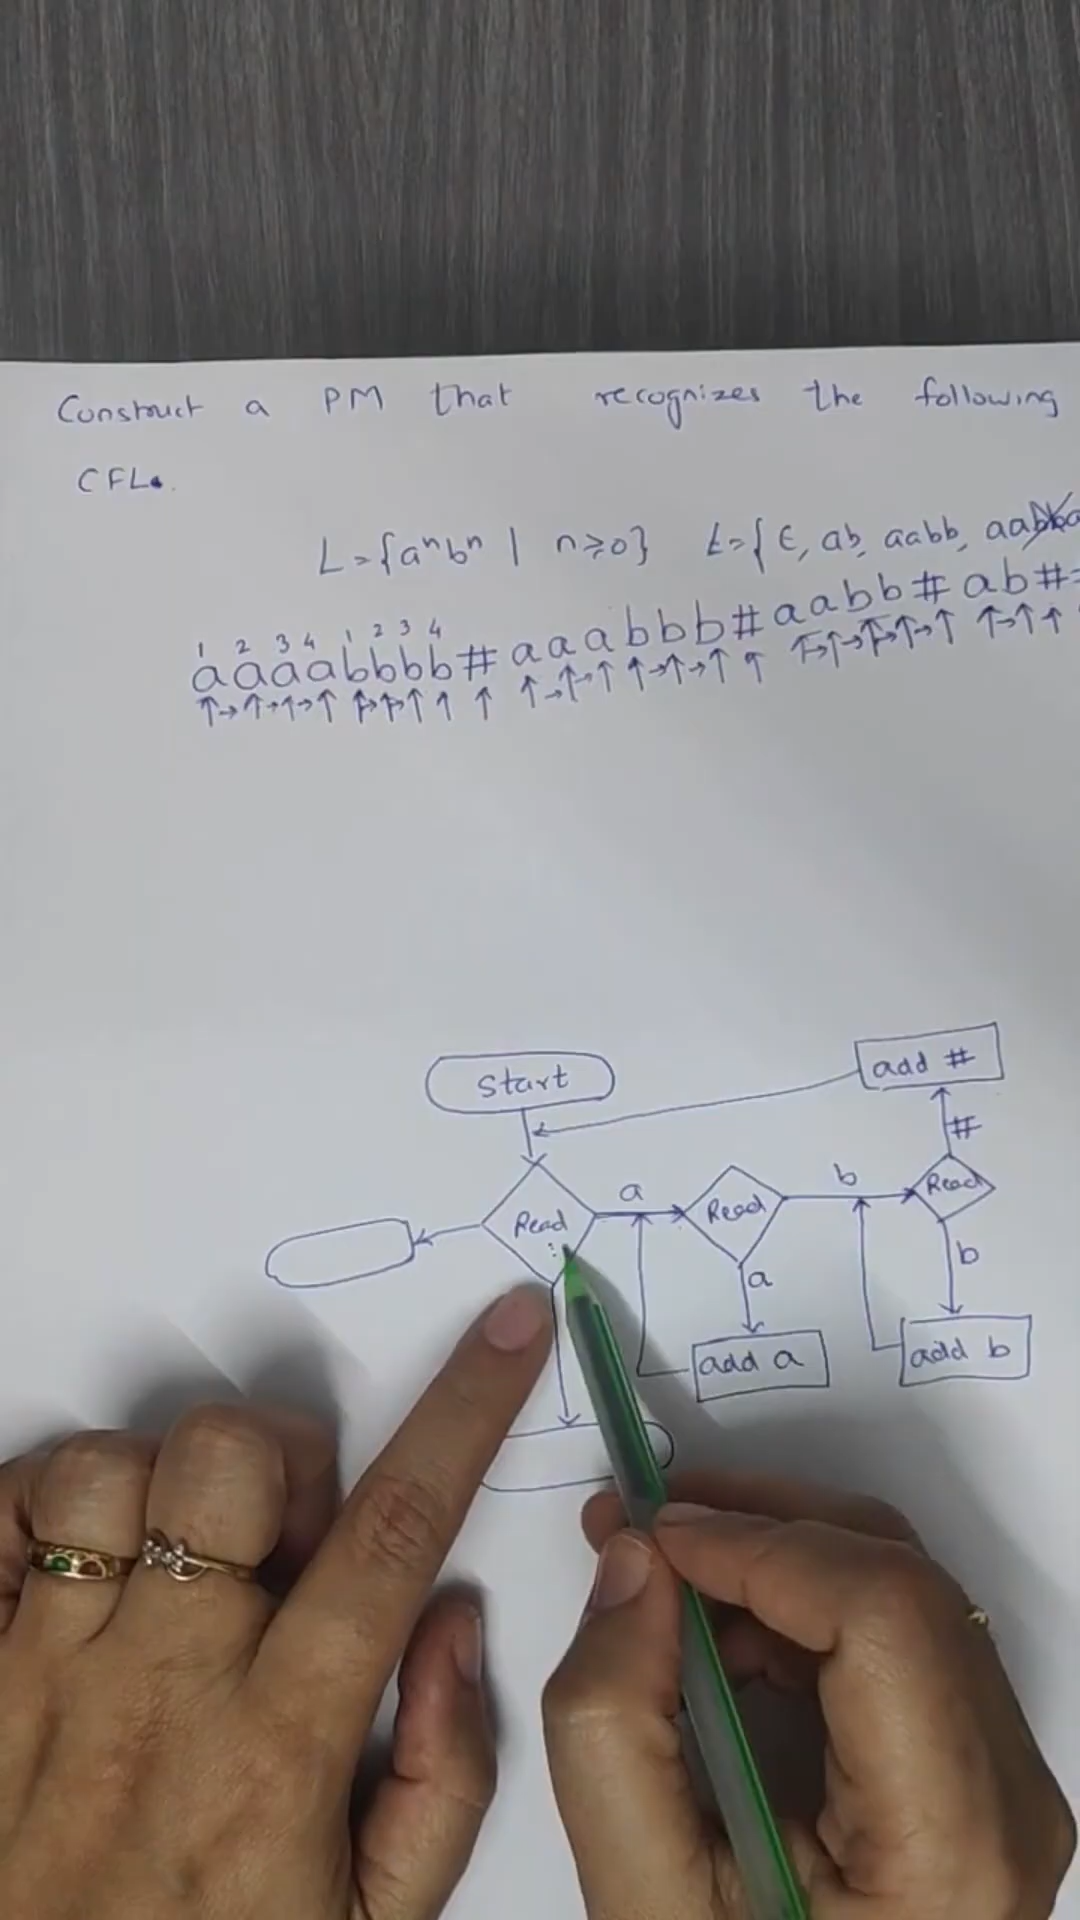 Construct a PM that recognizes the following
CFL.
L = {aⁿbⁿ | n ≥ 0} L = {ε, ab, aabb,
1 2 3 4 1 2 3 4
aaaabbbb # aaabbb # aabb # ab #
add #
Start
#
a
b
Read
Read
Read
a
b
add a
add b